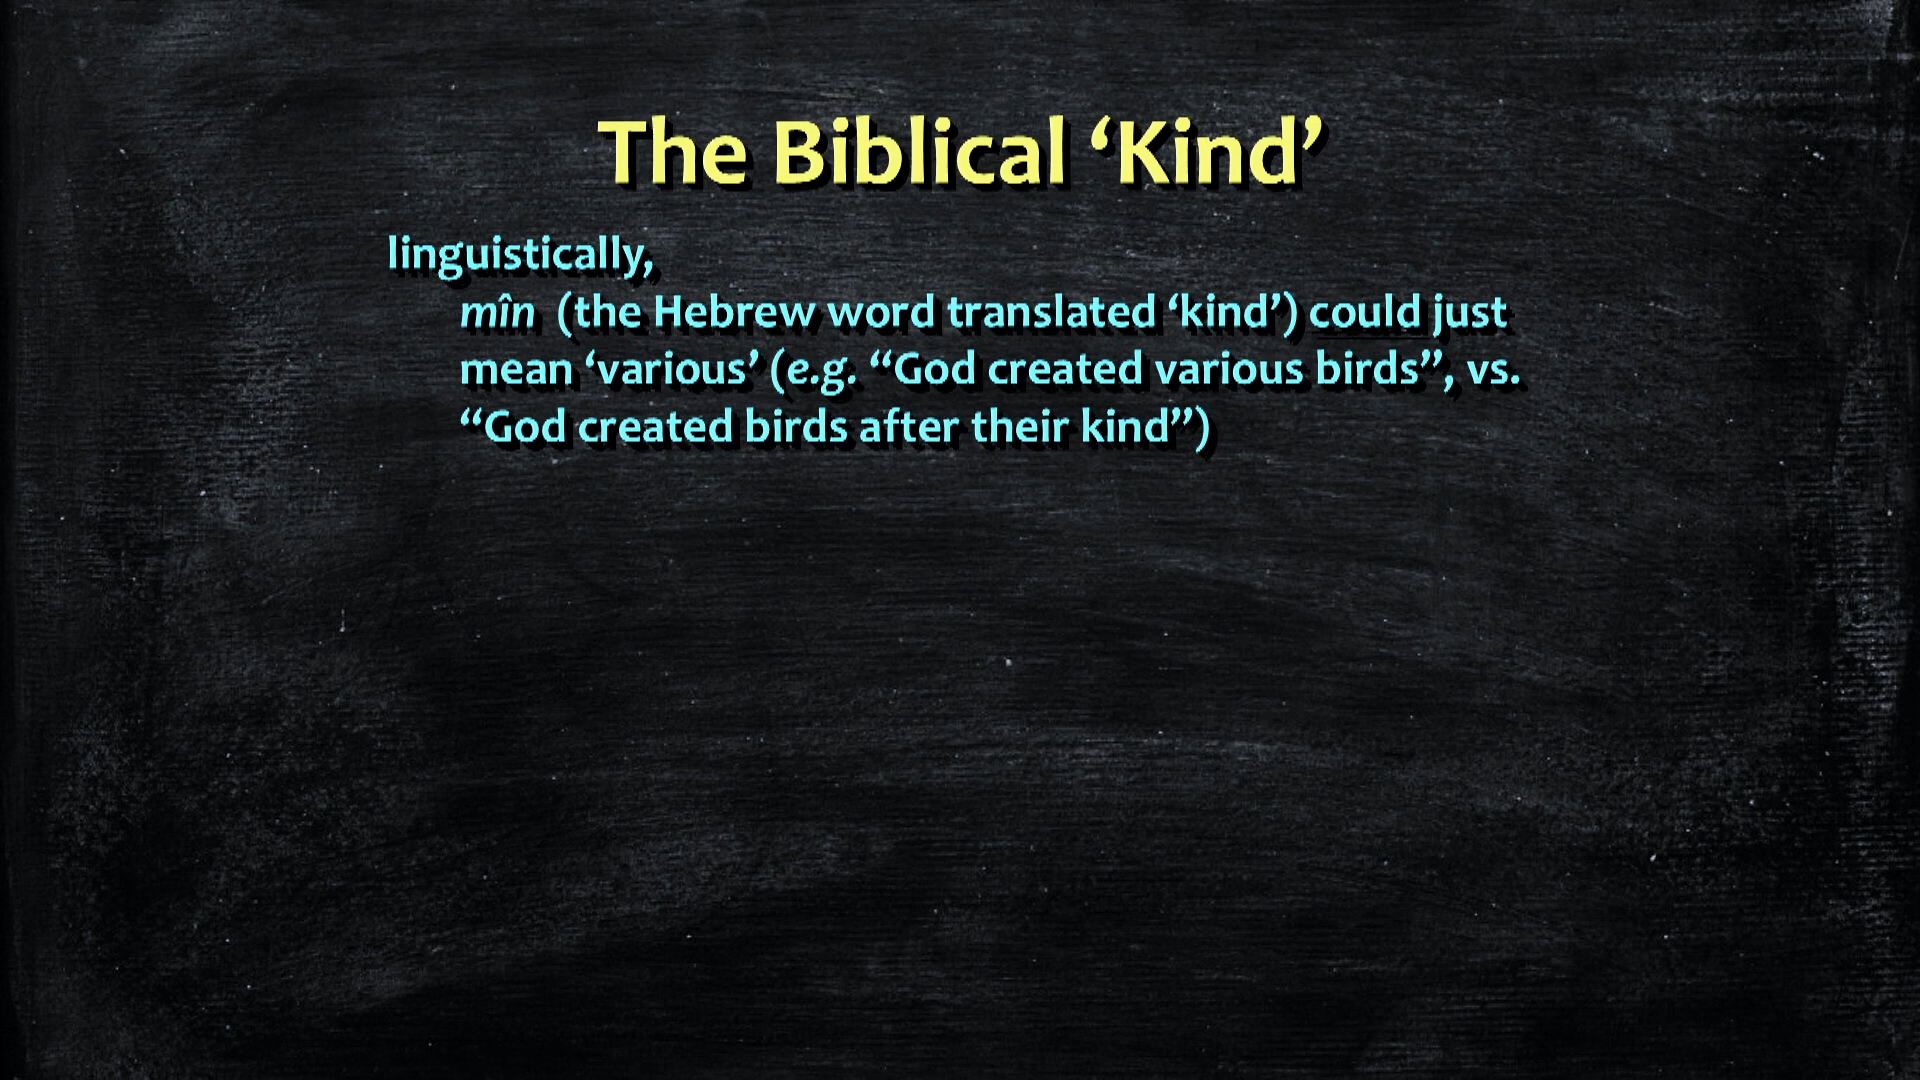 The Biblical ‘Kind’
linguistically,
mîn (the Hebrew word translated ‘kind’) could just
mean ‘various’ (e.g. “God created various birds”, vs.
“God created birds after their kind”)